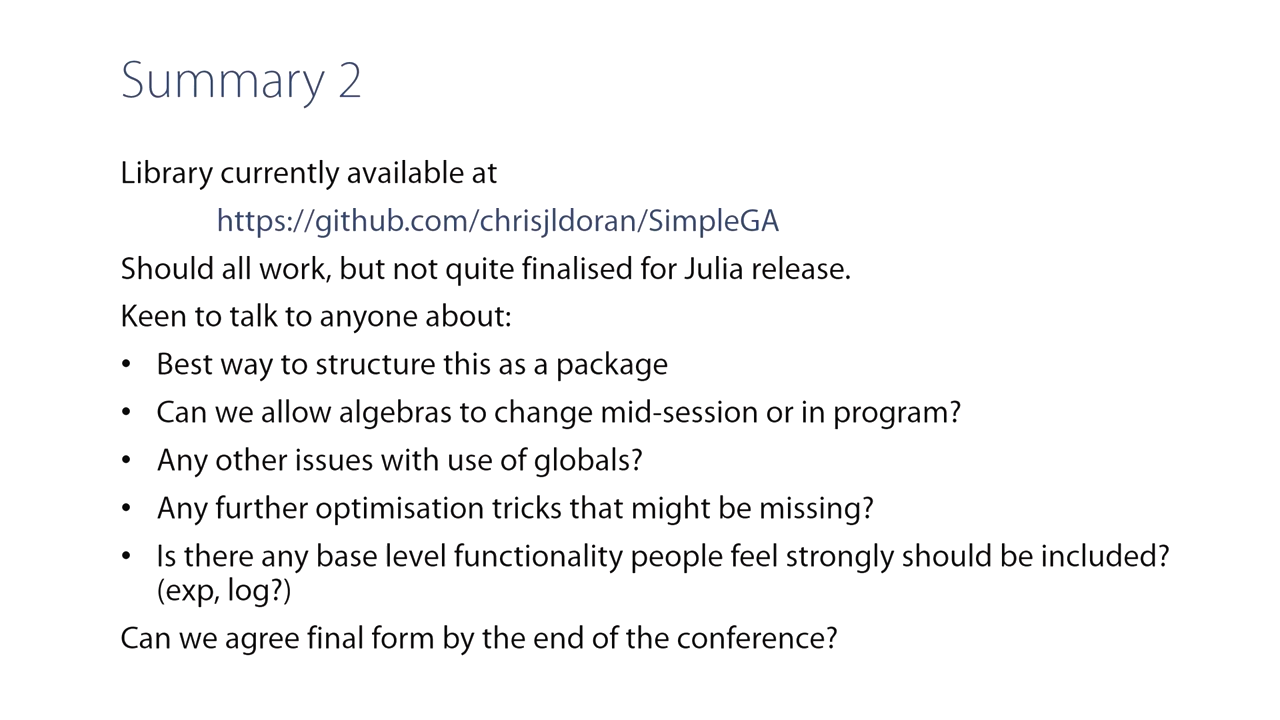 Summary 2
Library currently available at
https://github.com/chrisjldoran/SimpleGA
Should all work, but not quite finalised for Julia release.
Keen to talk to anyone about:
• Best way to structure this as a package
• Can we allow algebras to change mid-session or in program?
• Any other issues with use of globals?
• Any further optimisation tricks that might be missing?
• Is there any base level functionality people feel strongly should be included?
(exp, log?)
Can we agree final form by the end of the conference?